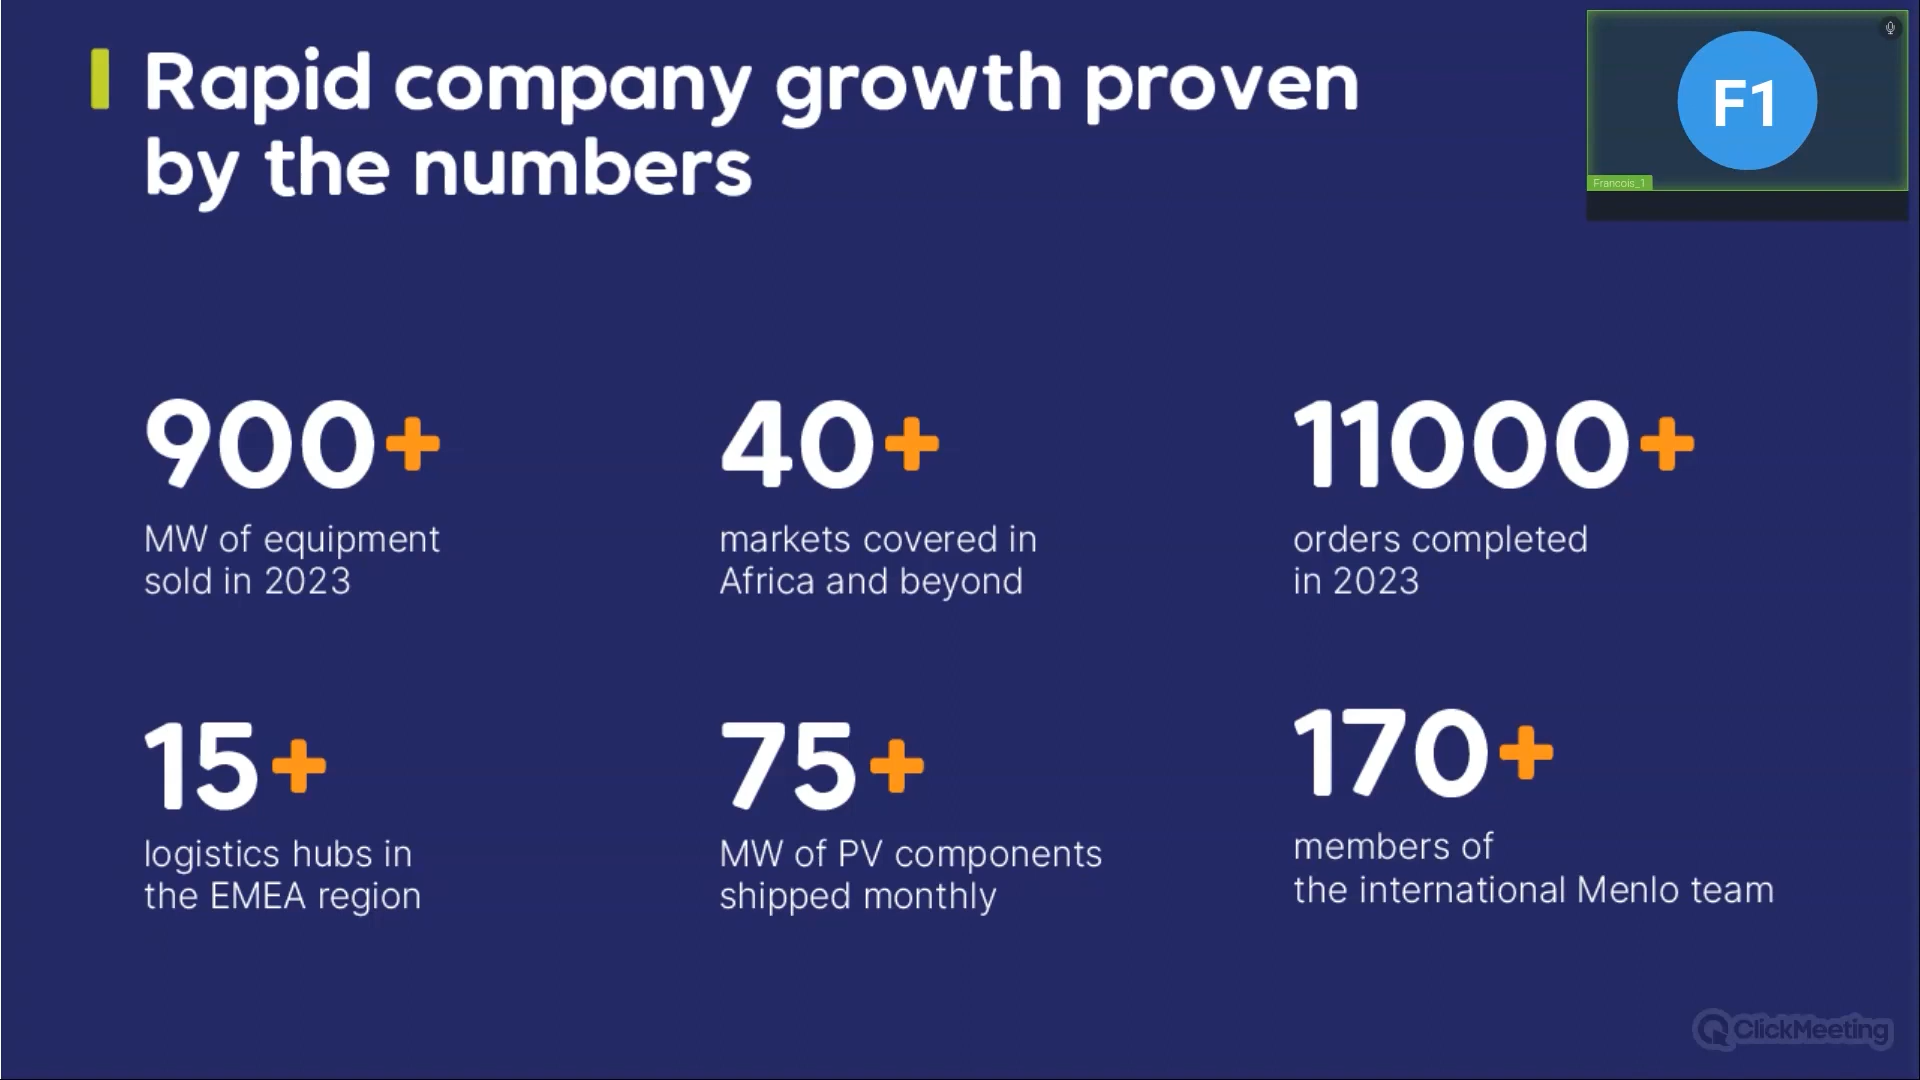 Rapid company growth proven
by the numbers
F1
Francois_1
900+
MW of equipment
sold in 2023
40+
markets covered in
Africa and beyond
11000+
orders completed
in 2023
15+
logistics hubs in
the EMEA region
75+
MW of PV components
shipped monthly
170+
members of
the international Menlo team
ClickMeeting